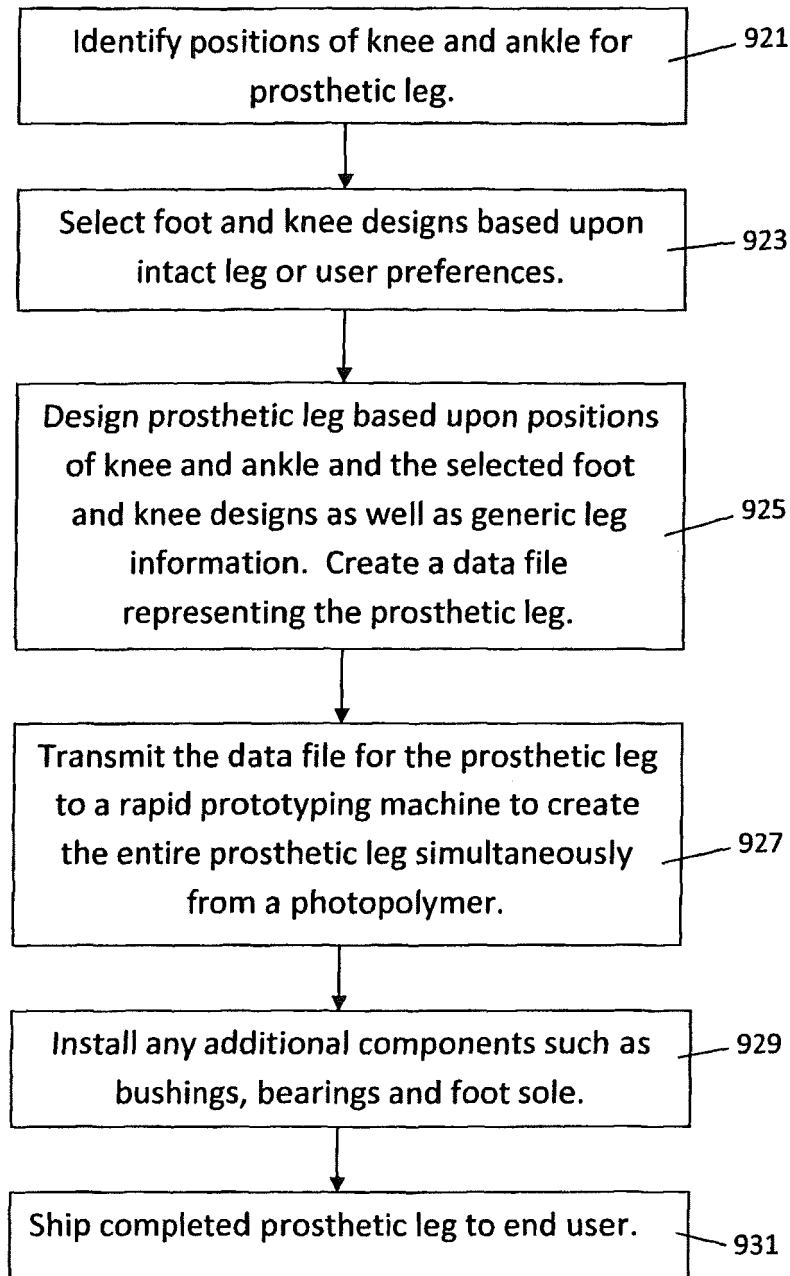 Identify positions of knee and ankle for
prosthetic leg.
921
Select foot and knee designs based upon
intact leg or user preferences.
923
Design prosthetic leg based upon positions
of knee and ankle and the selected foot
and knee designs as well as generic leg
information.  Create a data file
representing the prosthetic leg.
925
Transmit the data file for the prosthetic leg
to a rapid prototyping machine to create
the entire prosthetic leg simultaneously
from a photopolymer.
927
Install any additional components such as
bushings, bearings and foot sole.
929
Ship completed prosthetic leg to end user.
931